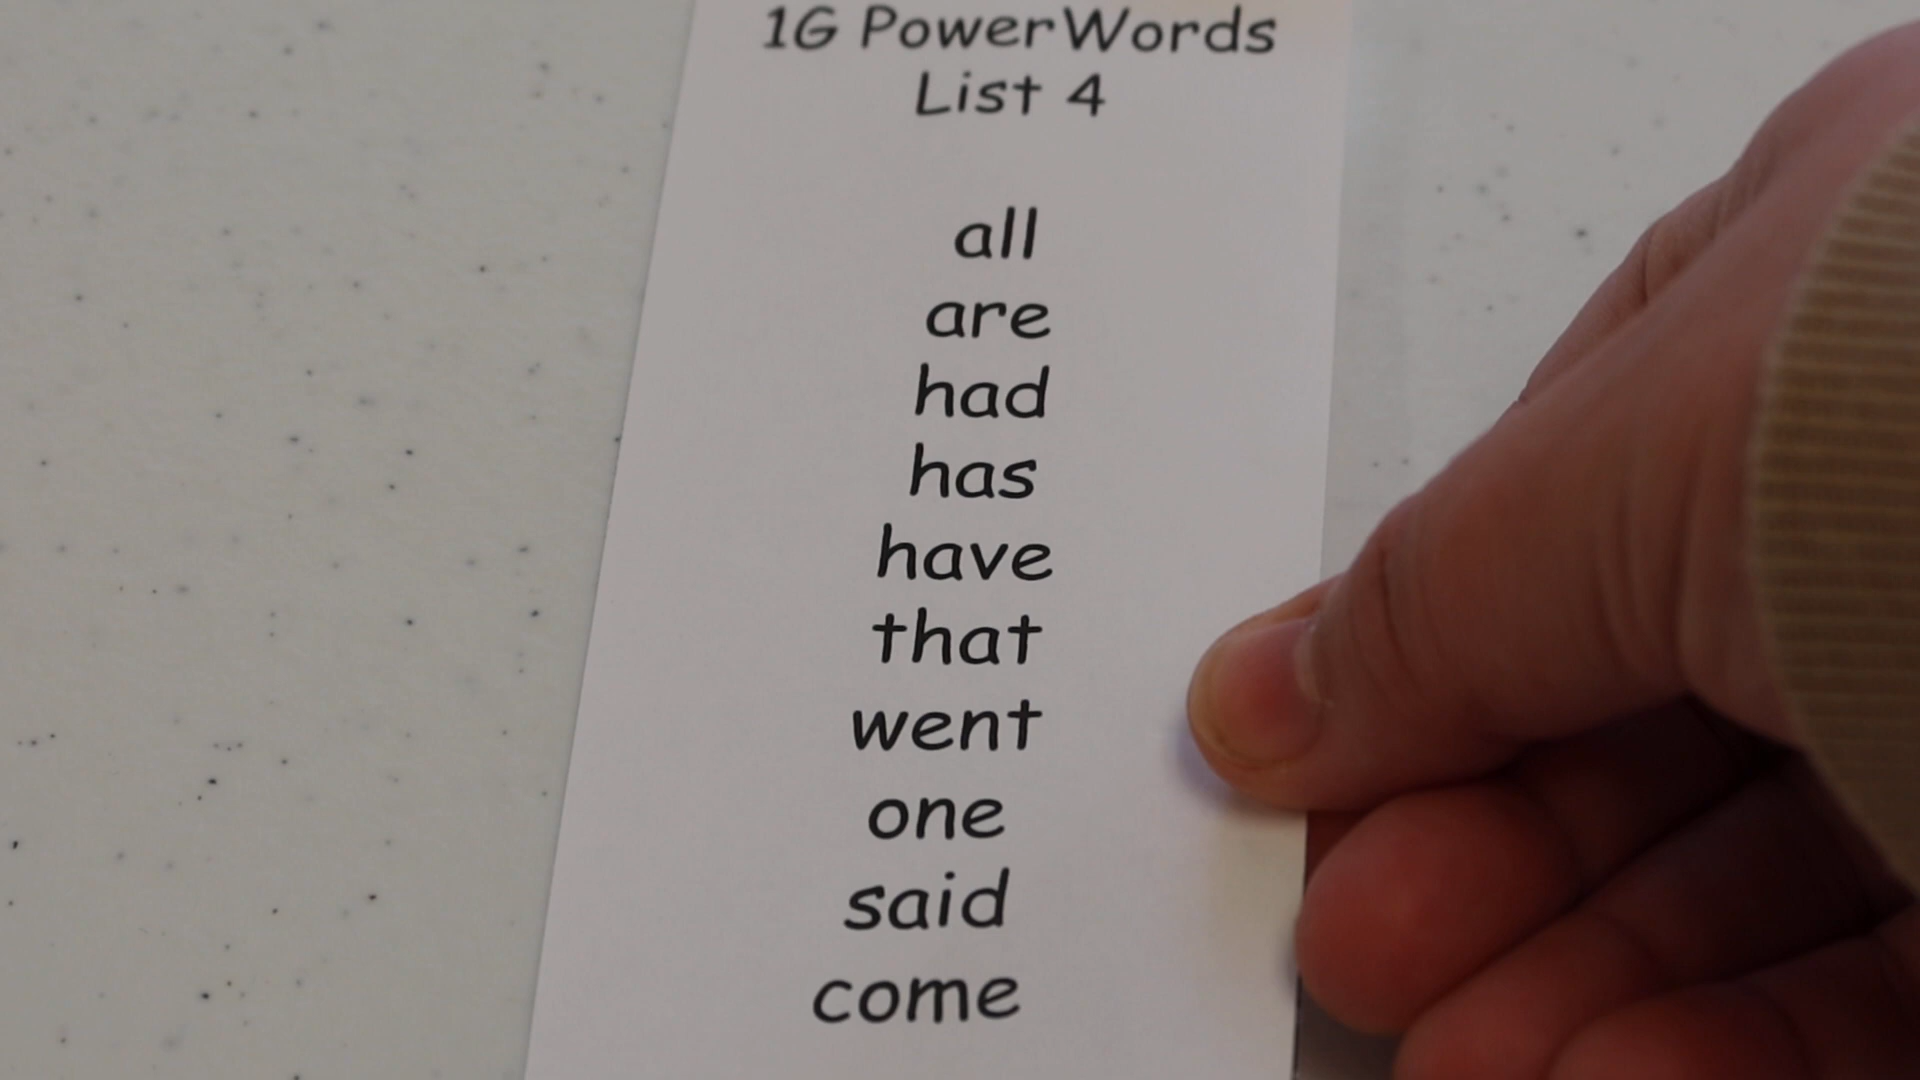 1G PowerWords
List 4
all
are
had
has
have
that
went
one
said
come